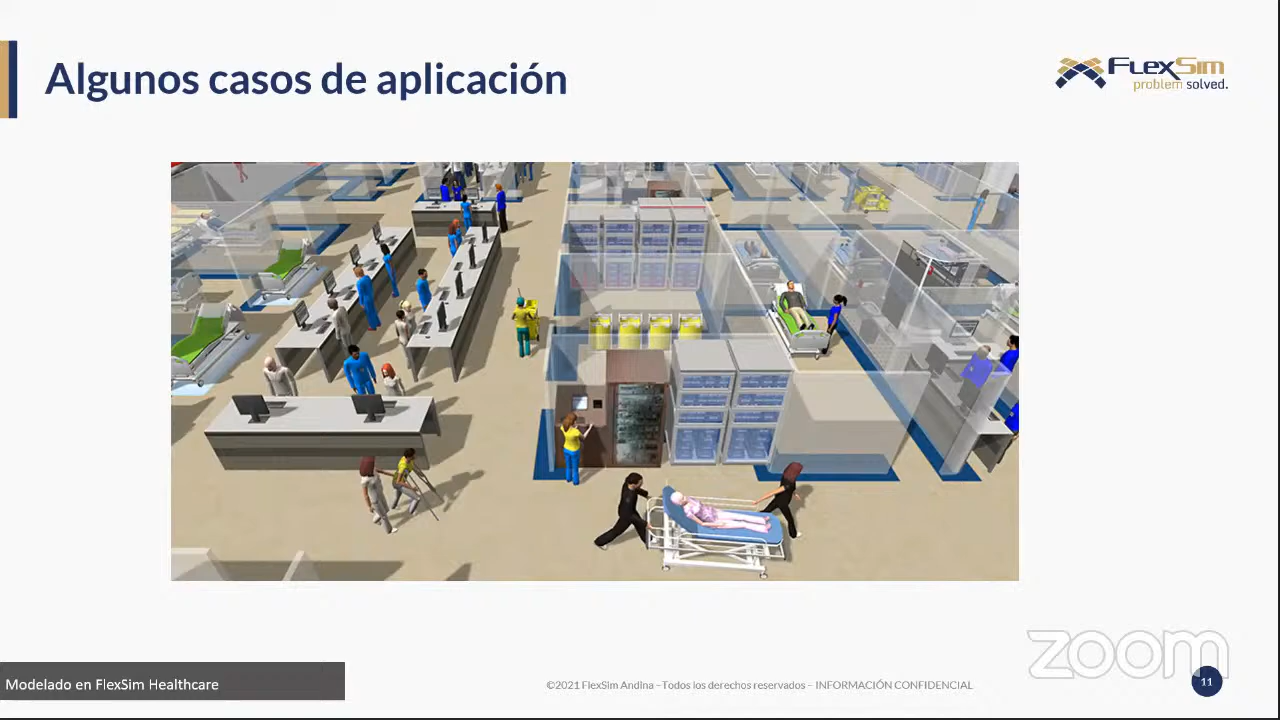 Algunos casos de aplicación
FlexSim
problem solved.
zoom
Modelado en FlexSim Healthcare
©2021 FlexSim Andina –Todos los derechos reservados – INFORMACIÓN CONFIDENCIAL
11